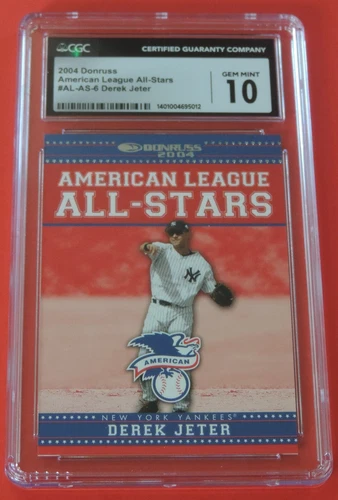 CGC CERTIFIED GUARANTY COMPANY
2004 Donruss
American League All-Stars
#AL-AS-6 Derek Jeter
GEM MINT
10
1401004695012
DONRUSS
2004
AMERICAN LEAGUE
ALL-STARS
NY
AMERICAN
NEW YORK YANKEES®
DEREK JETER